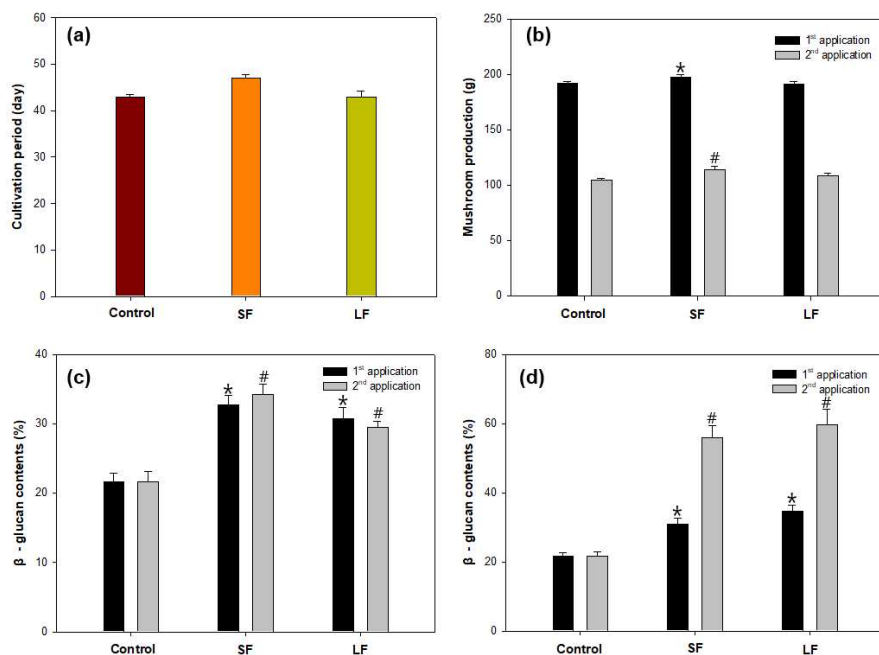 (a)
Cultivation period (day)
60
50
40
30
20
10
0
Control SF LF
(b)
1st application
2nd application
Mushroom production (g)
250
200
150
100
50
0
*
#
Control SF LF
(c)
1st application
2nd application
β - glucan contents (%)
40
30
20
10
0
* # * #
Control SF LF
(d)
1st application
2nd application
β - glucan contents (%)
80
60
40
20
0
* # * #
Control SF LF